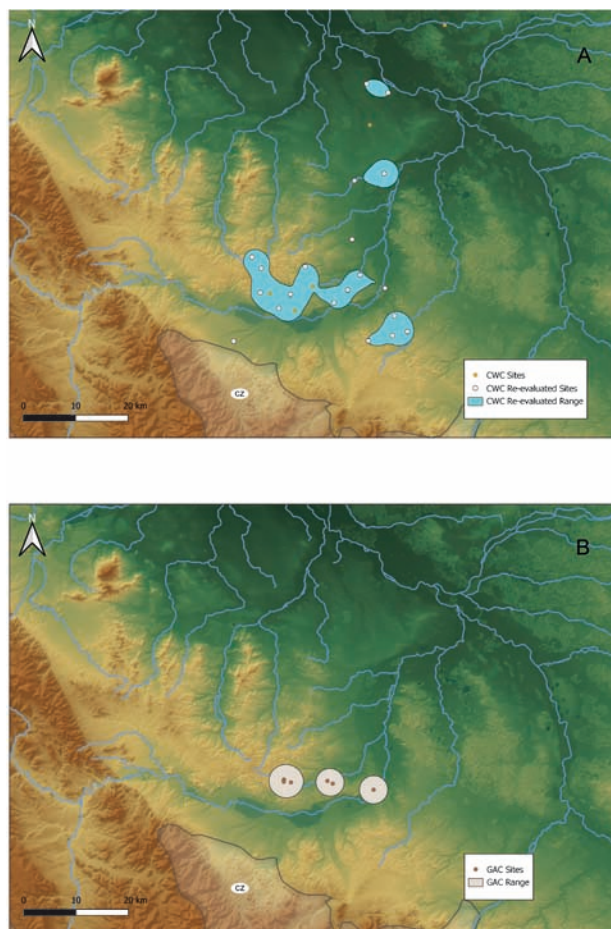 N
A
CZ
CWC Sites
CWC Re-evaluated Sites
CWC Re-evaluated Range
0 10 20 km
N
B
CZ
GAC Sites
GAC Range
0 10 20 km